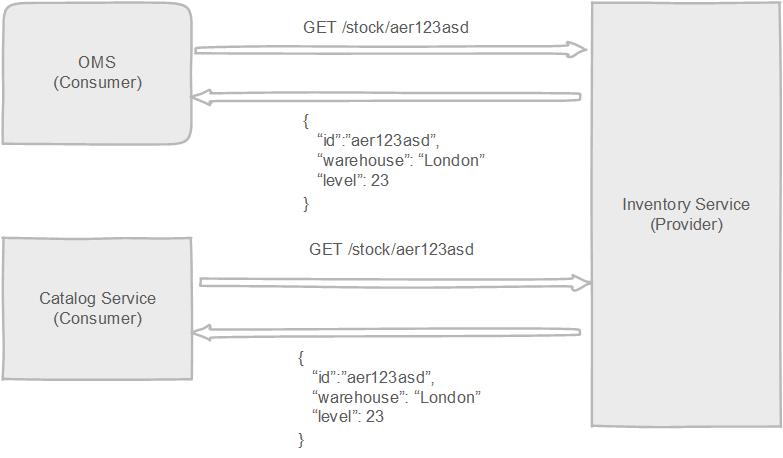 GET /stock/aer123asd
OMS
(Consumer)
{
“id”:”aer123asd”,
“warehouse”: “London”
“level”: 23
}
Inventory Service
(Provider)
GET /stock/aer123asd
Catalog Service
(Consumer)
{
“id”:”aer123asd”,
“warehouse”: “London”
“level”: 23
}